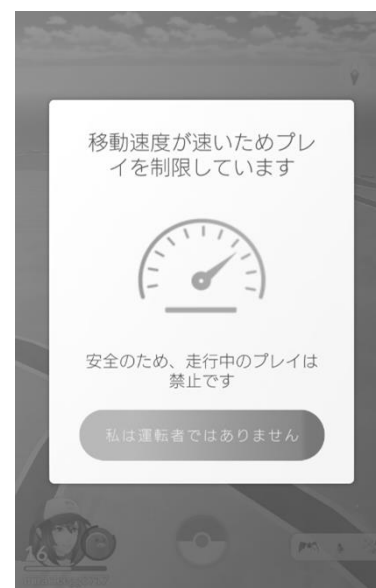 移動速度が速いためプレ
イを制限しています
安全のため、走行中のプレイは
禁止です
私は運転者ではありません
16